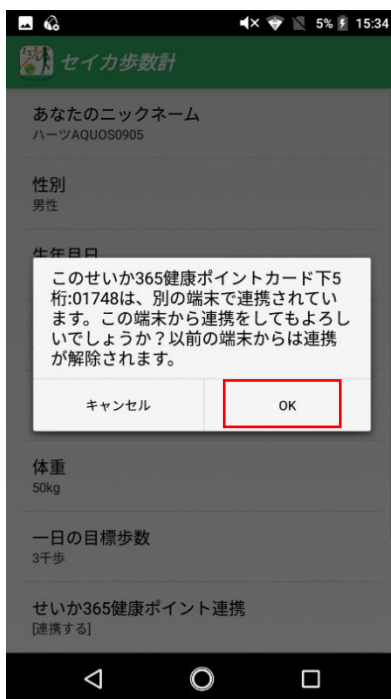 5% 15:34
セイカ歩数計
あなたのニックネーム
ハーツAQUOS0905
性別
男性
生年月日
このせいか365健康ポイントカード下5
桁:01748は、別の端末で連携されてい
ます。この端末から連携をしてもよろし
いでしょうか？以前の端末からは連携
が解除されます。
キャンセル OK
体重
50kg
一日の目標歩数
3千歩
せいか365健康ポイント連携
[連携する]